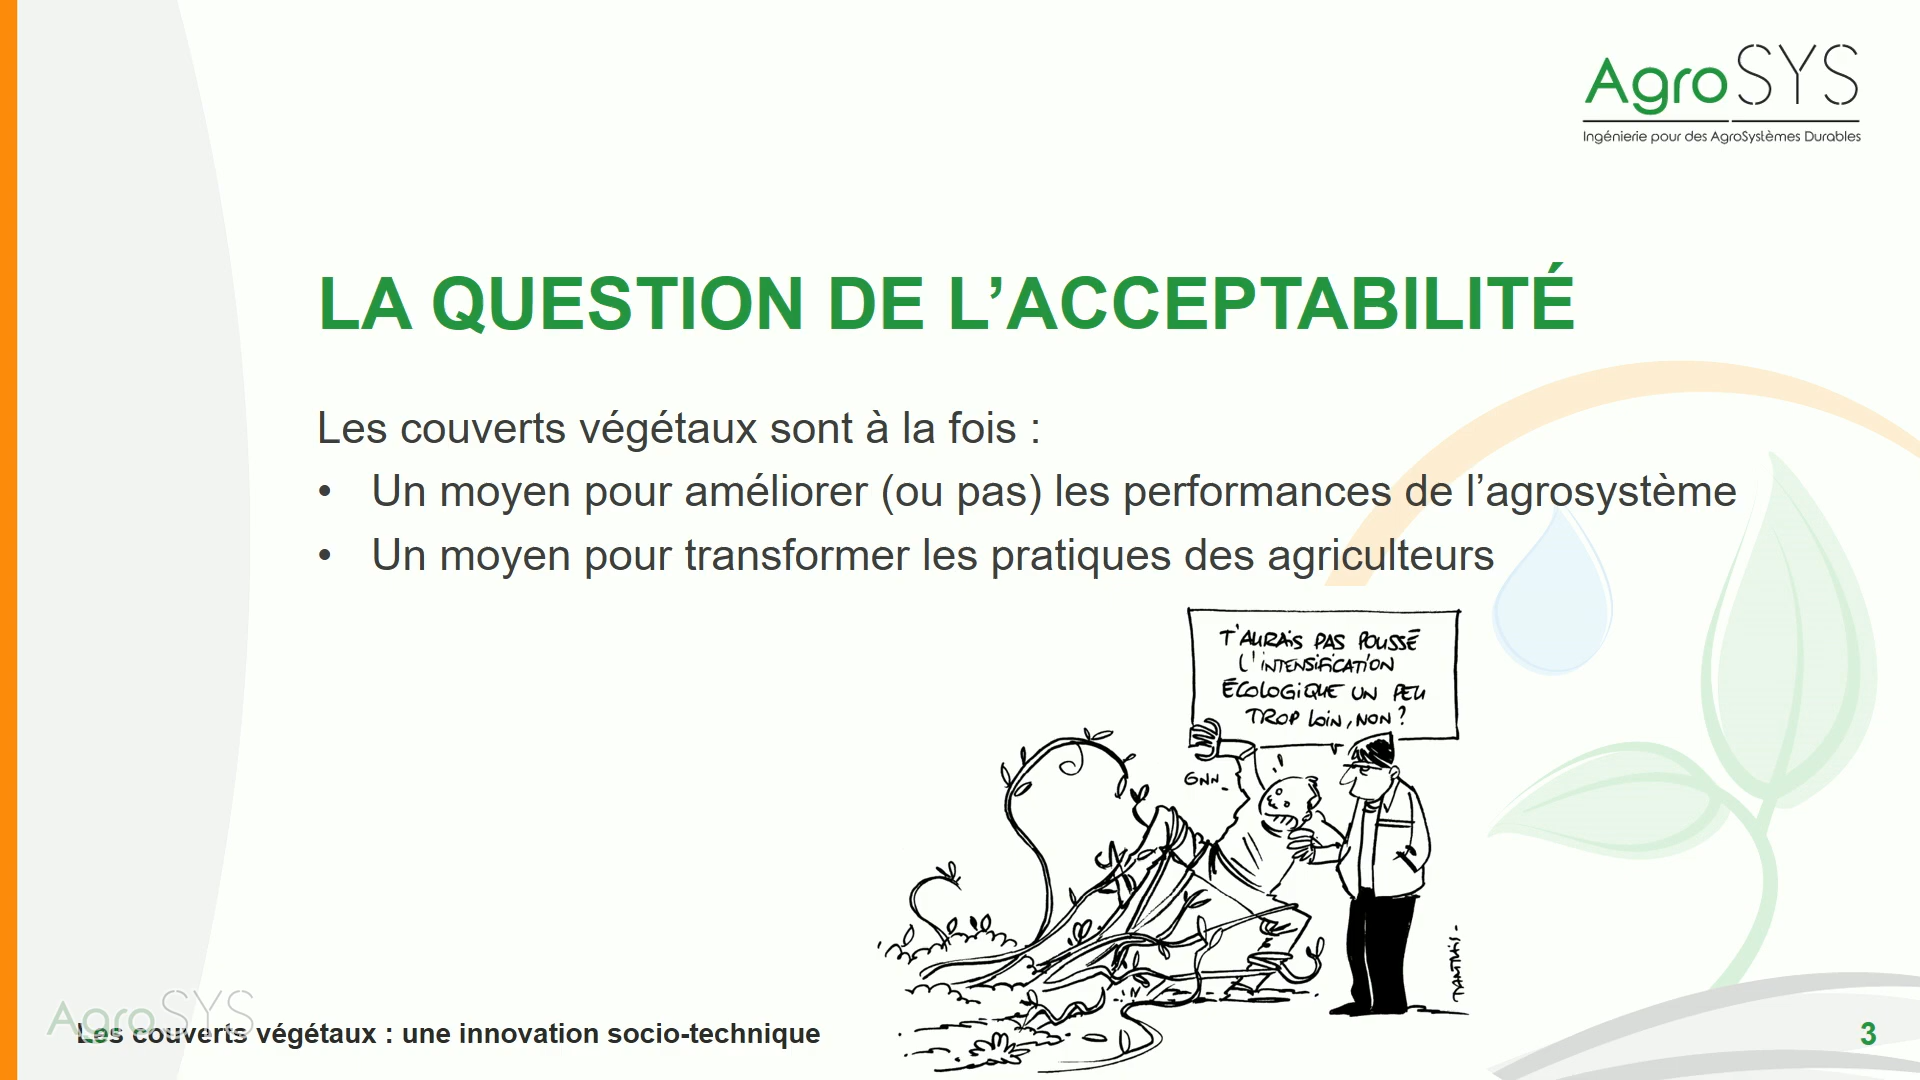 AgroSYS
Ingénierie pour des AgroSystèmes Durables
LA QUESTION DE L’ACCEPTABILITÉ
Les couverts végétaux sont à la fois :
• Un moyen pour améliorer (ou pas) les performances de l’agrosystème
• Un moyen pour transformer les pratiques des agriculteurs
T'AURAIS PAS POUSSÉ
L'INTENSIFICATION
ÉCOLOGIQUE UN PEU
TROP LOIN, NON ?
GNN
AgroSYS
Les couverts végétaux : une innovation socio-technique
3